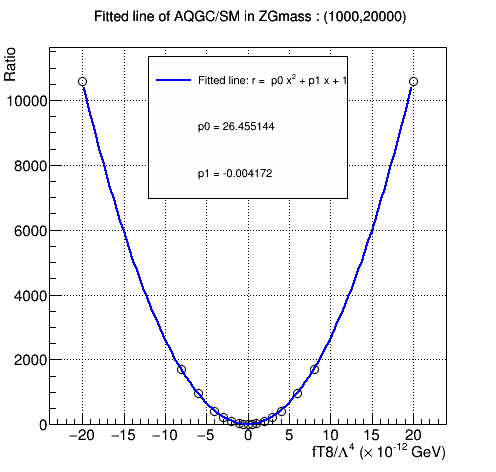 Fitted line of AQGC/SM in ZGmass : (1000,20000)
Ratio
Fitted line: r = p0 x² + p1 x + 1
p0 = 26.455144
p1 = -0.004172
10000
8000
6000
4000
2000
0
−20 −15 −10 −5 0 5 10 15 20
fT8/Λ⁴ (× 10⁻¹² GeV)